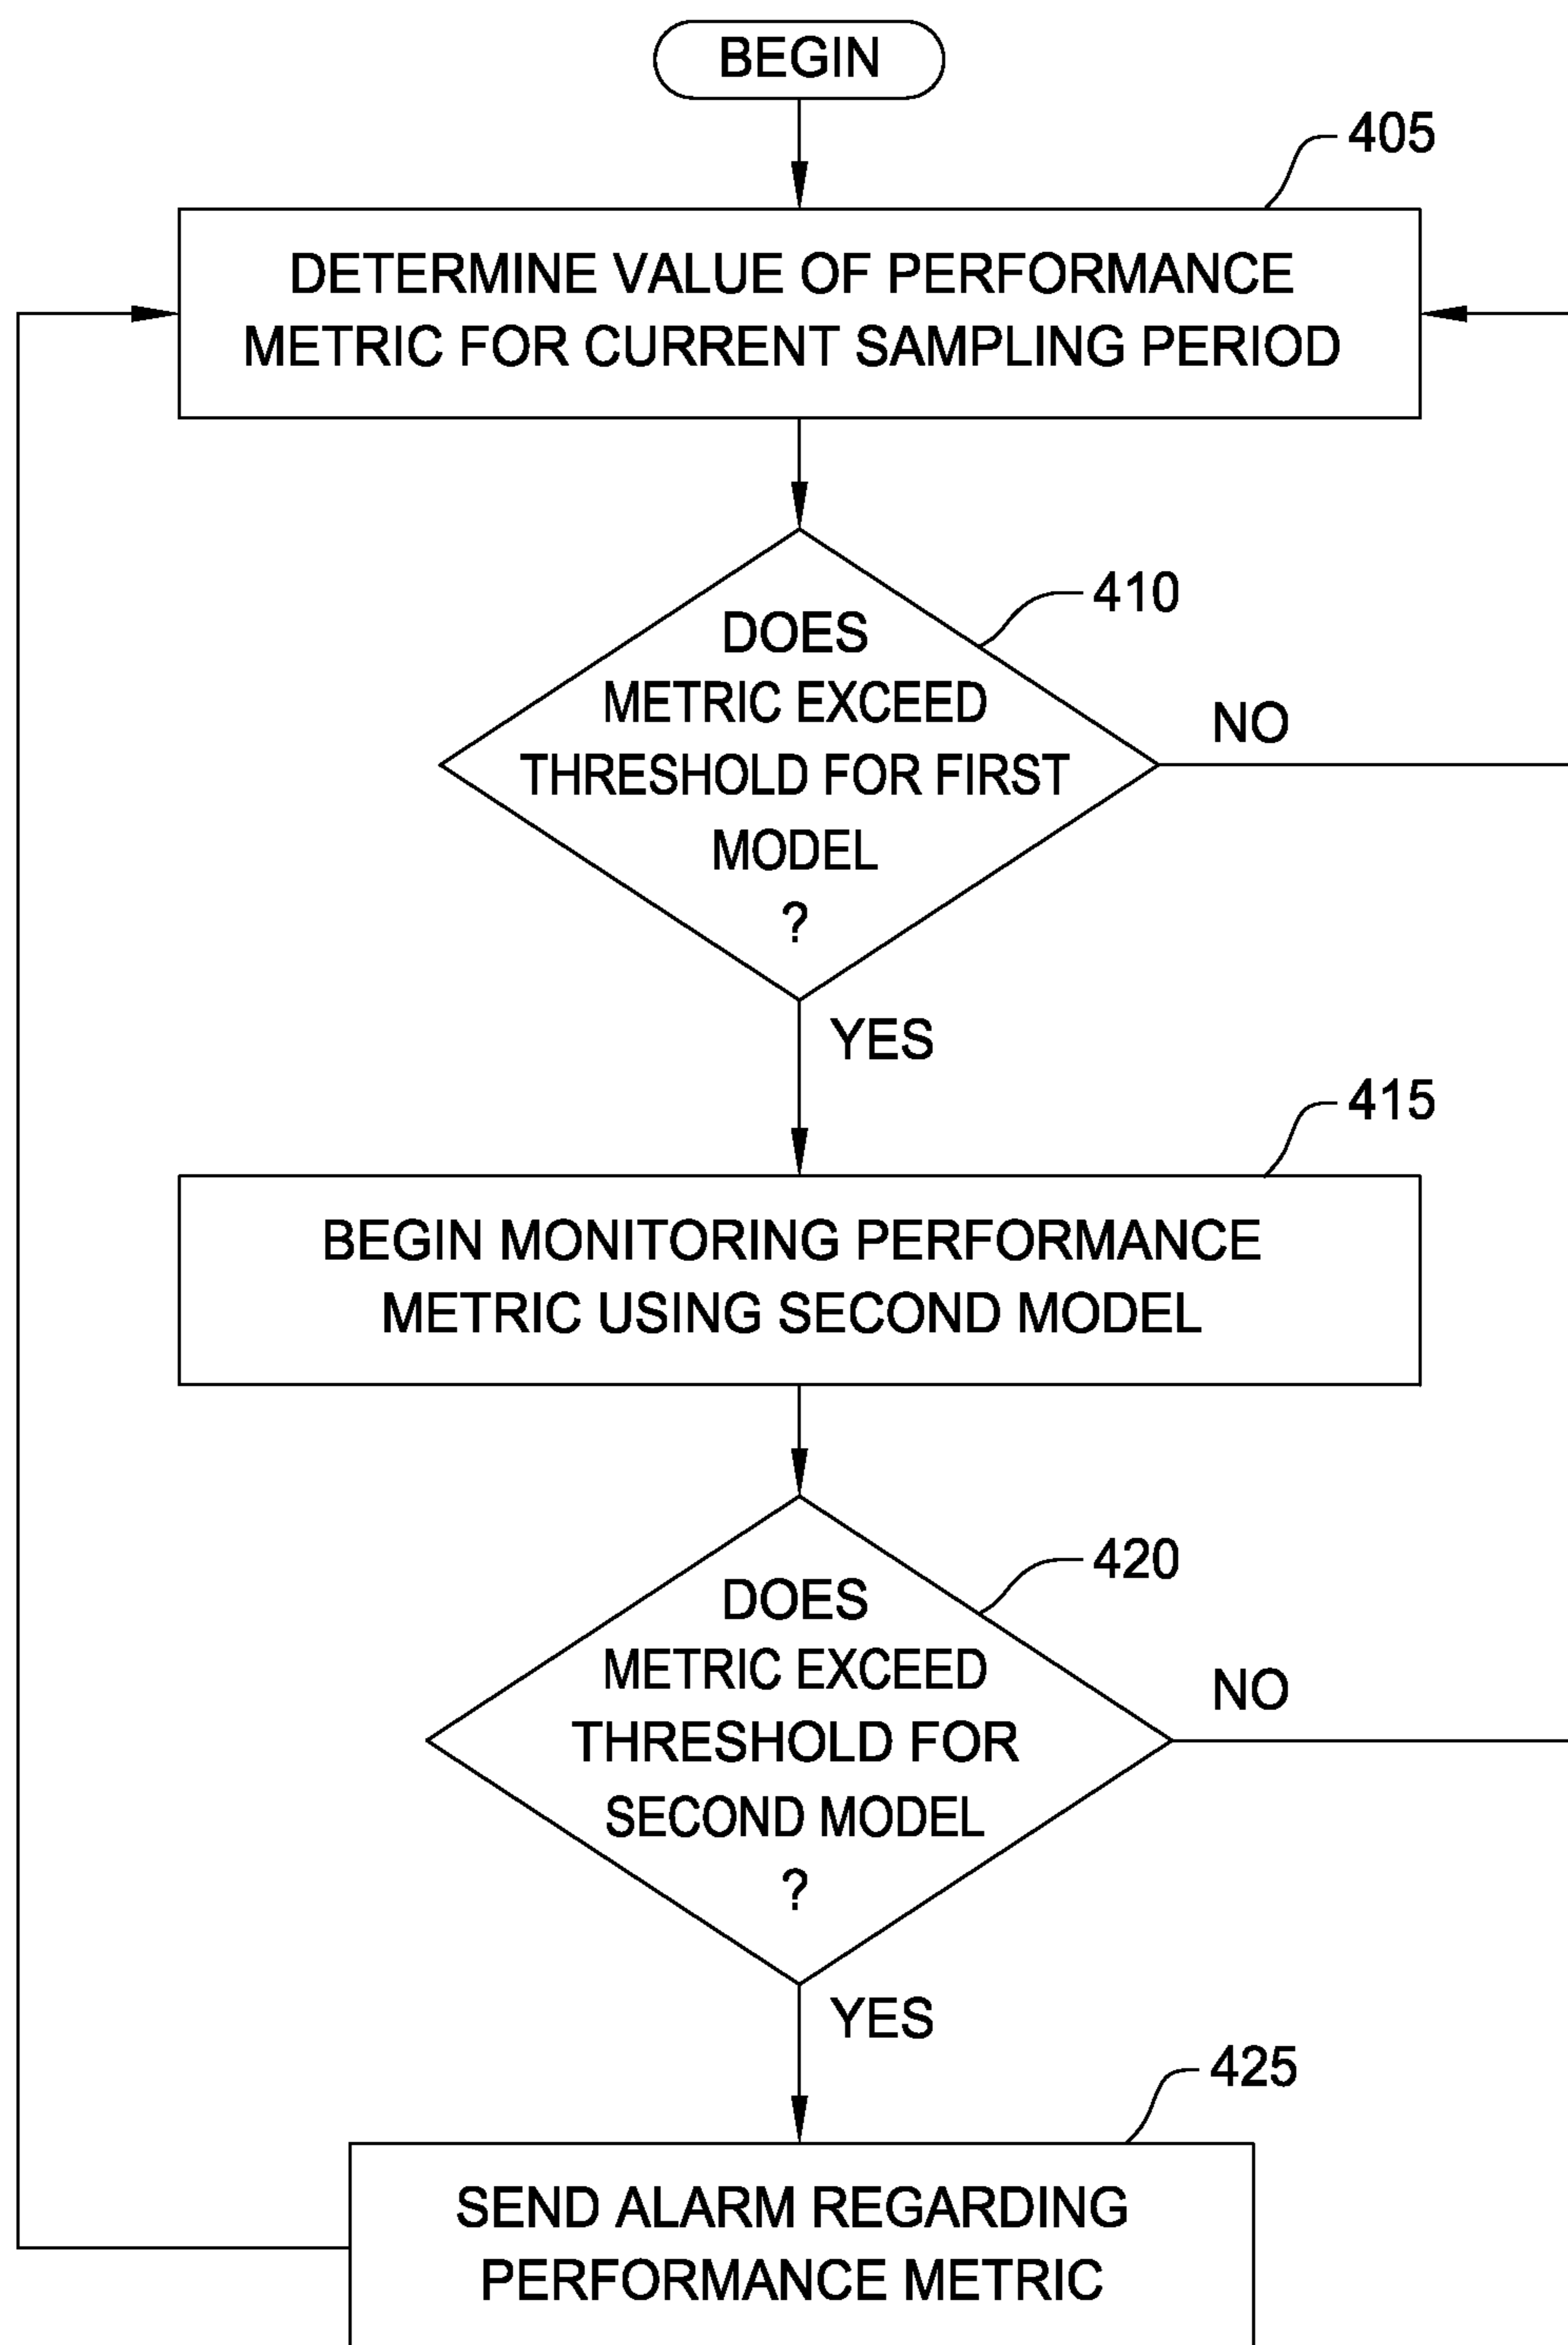 BEGIN
405
DETERMINE VALUE OF PERFORMANCE
METRIC FOR CURRENT SAMPLING PERIOD
410
DOES
METRIC EXCEED
THRESHOLD FOR FIRST
MODEL
?
NO
YES
415
BEGIN MONITORING PERFORMANCE
METRIC USING SECOND MODEL
420
DOES
METRIC EXCEED
THRESHOLD FOR
SECOND MODEL
?
NO
YES
425
SEND ALARM REGARDING
PERFORMANCE METRIC